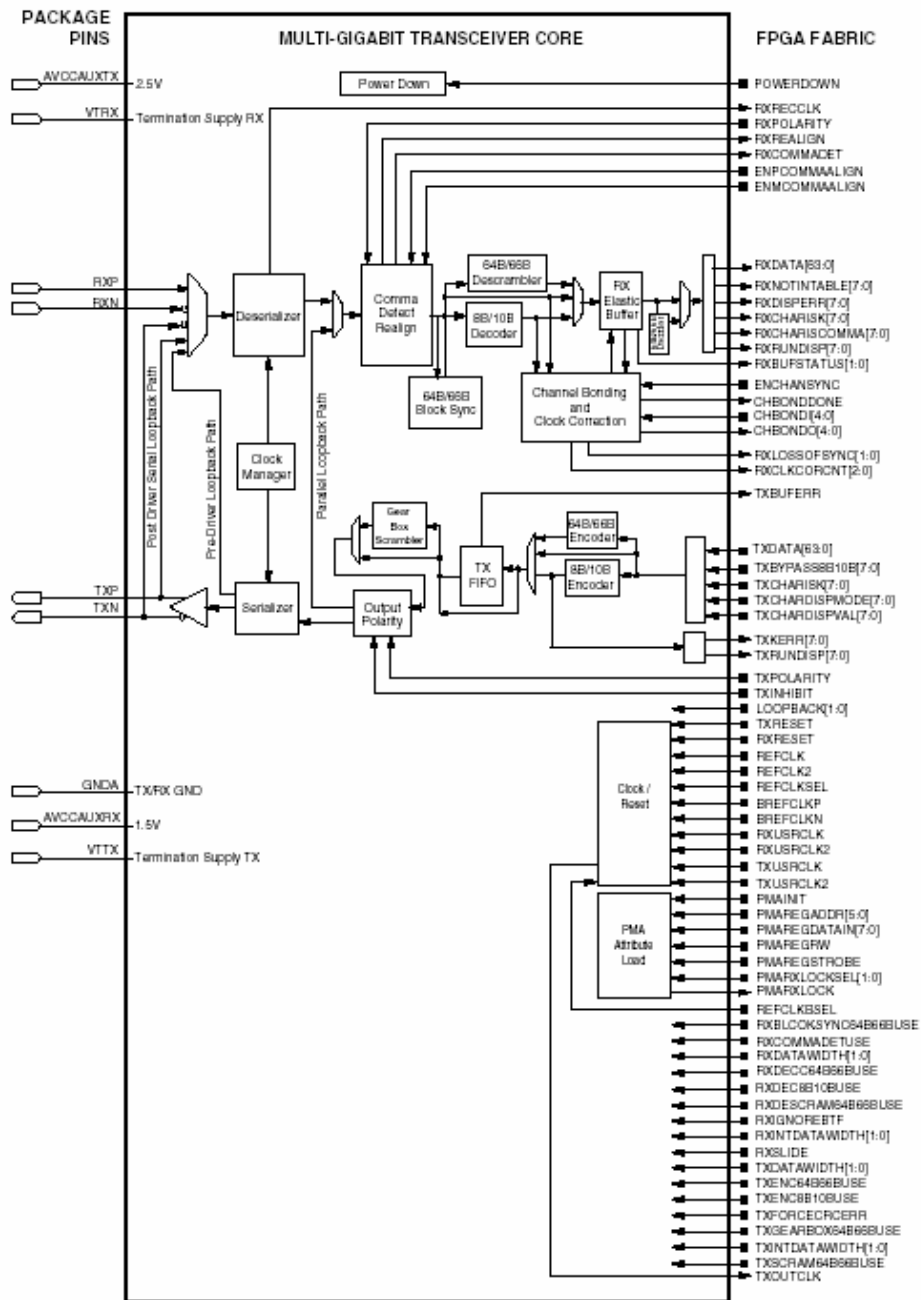 PACKAGE
PINS
MULTI-GIGABIT TRANSCEIVER CORE
FPGA FABRIC
AVCCAUXTX
2.5V
Power Down
POWERDOWN
VTRX
Termination Supply RX
RXRECCLK
RXPOLARITY
RXREALIGN
RXCOMMADET
ENPCOMMAALIGN
ENMCOMMAALIGN
RXP
RXN
Deserializer
Comma
Detect
Realign
64B/66B
Descrambler
8B/10B
Decoder
RX
Elastic
Buffer
64B/66B
Block Sync
Channel Bonding
and
Clock Correction
RXDATA[63:0]
RXNOTINTABLE[7:0]
RXDISPERR[7:0]
RXCHARISK[7:0]
RXCHARISCOMMA[7:0]
RXRUNDISP[7:0]
RXBUFSTATUS[1:0]
ENCHANSYNC
CHBONDDONE
CHBONDI[4:0]
CHBONDO[4:0]
RXLOSSOFSYNC[1:0]
RXCLKCORCNT[2:0]
TXBUFERR
Post Driver Serial Loopback Path
Pre-Driver Loopback Path
Parallel Loopback Path
Clock
Manager
Gear
Box
Scrambler
TX
FIFO
64B/66B
Encoder
8B/10B
Encoder
TXDATA[63:0]
TXBYPASS8B10B[7:0]
TXCHARISK[7:0]
TXCHARDISPMODE[7:0]
TXCHARDISPVAL[7:0]
TXKERR[7:0]
TXRUNDISP[7:0]
TXP
TXN
Serializer
Output
Polarity
TXPOLARITY
TXINHIBIT
LOOPBACK[1:0]
TXRESET
RXRESET
REFCLK
REFCLK2
REFCLKSEL
BREFCLKP
BREFCLKN
RXUSRCLK
RXUSRCLK2
TXUSRCLK
TXUSRCLK2
Clock /
Reset
GNDA
TX/RX GND
AVCCAUXRX
1.5V
VTTX
Termination Supply TX
PMAINIT
PMAREGADDR[5:0]
PMAREGDATAIN[7:0]
PMAREGRW
PMAREGSTROBE
PMARXLOCKSEL[1:0]
PMARXLOCK
PMA
Attribute
Load
REFCLKBSEL
RXBLCOKSYNC64B66BUSE
RXCOMMADETUSE
RXDATAWIDTH[1:0]
RXDECC64B66BUSE
RXDEC8B10BUSE
RXDESCRAM64B66BUSE
RXIGNOREBTF
RXINTDATAWIDTH[1:0]
RXSLIDE
TXDATAWIDTH[1:0]
TXENC64B66BUSE
TXENC8B10BUSE
TXFORCECRCERR
TXGEARBOX64B66BUSE
TXINTDATAWIDTH[1:0]
TXSCRAM64B66BUSE
TXOUTCLK